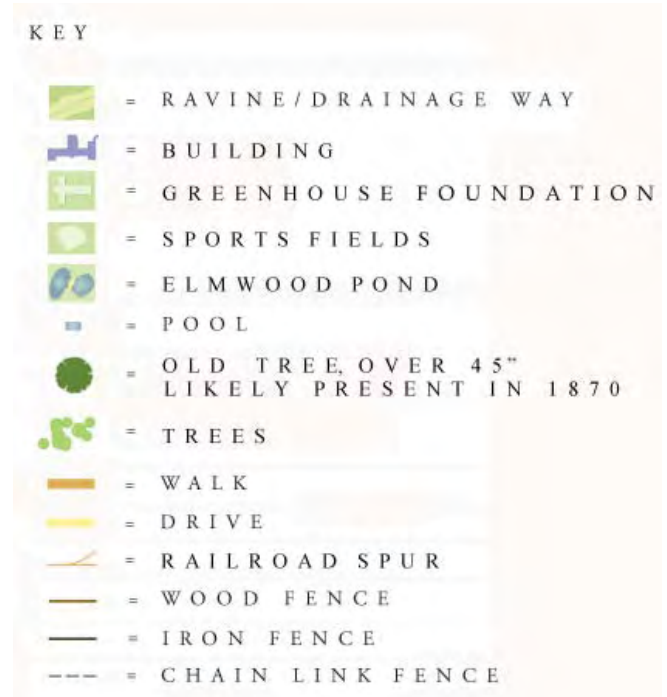 KEY
= RAVINE/DRAINAGE WAY
= BUILDING
= GREENHOUSE FOUNDATION
= SPORTS FIELDS
= ELMWOOD POND
= POOL
= OLD TREE, OVER 45"
LIKELY PRESENT IN 1870
= TREES
= WALK
= DRIVE
= RAILROAD SPUR
= WOOD FENCE
= IRON FENCE
= CHAIN LINK FENCE